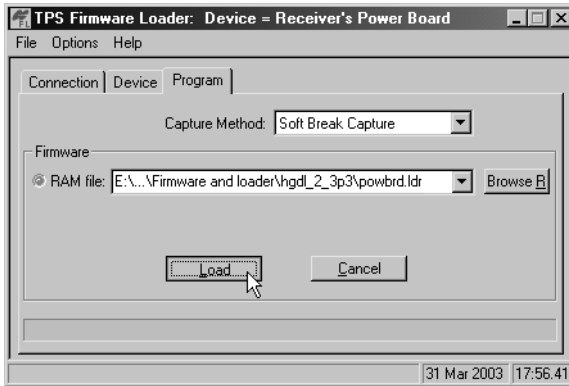 TPS Firmware Loader: Device = Receiver's Power Board
File Options Help
Connection Device Program
Capture Method: Soft Break Capture
Firmware
RAM file: E:\...\Firmware and loader\hgdl_2_3p3\powbrd.ldr Browse R
Load Cancel
31 Mar 2003 17:56.41